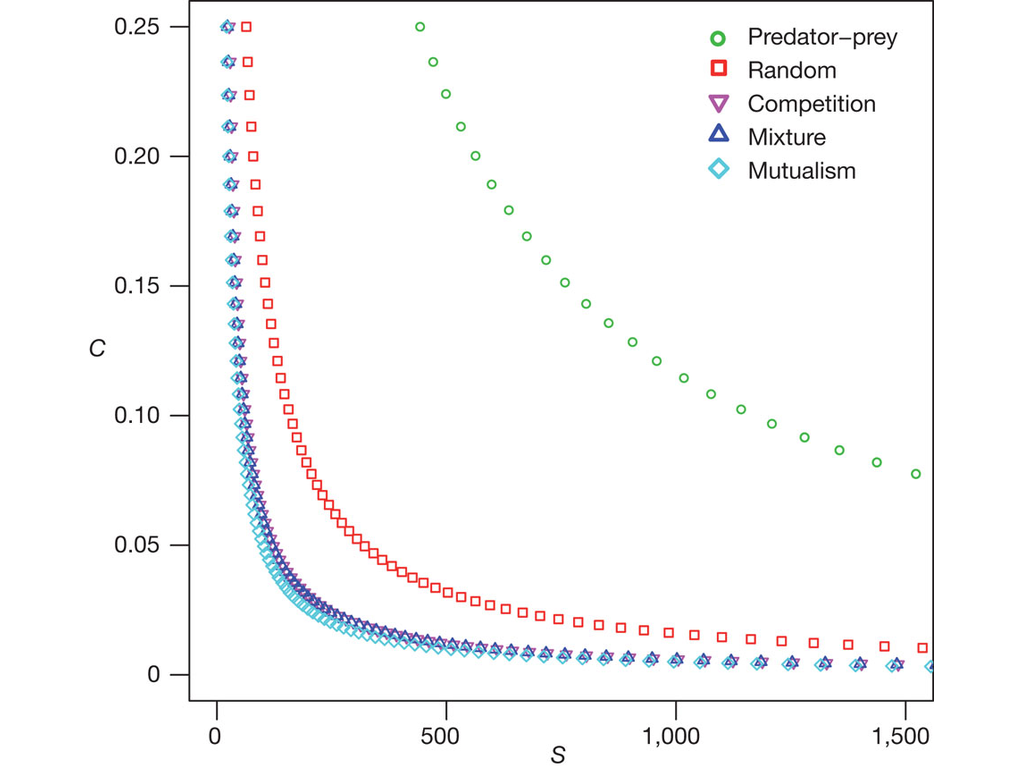 0.25
0.20
0.15
0.10
0.05
0
C
Predator–prey
Random
Competition
Mixture
Mutualism
0 500 1,000 1,500
S